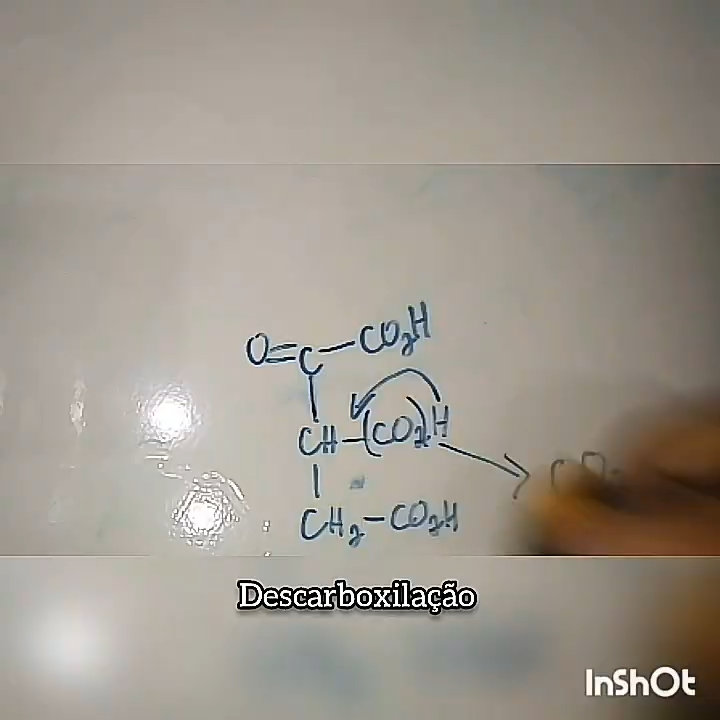 O=C-CO₂H
CH-(CO₂)H
CH₂-CO₂H
Descarboxilação
InShOt